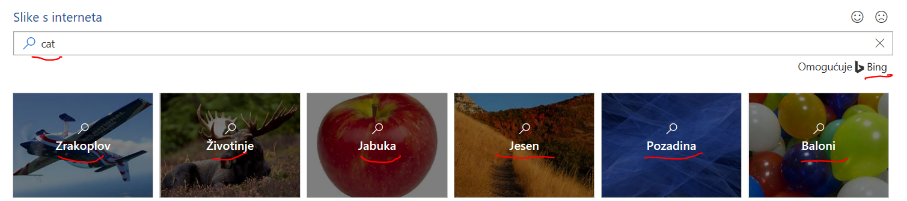 Slike s interneta
cat
Omogućuje Bing
Zrakoplov
Životinje
Jabuka
Jesen
Pozadina
Baloni